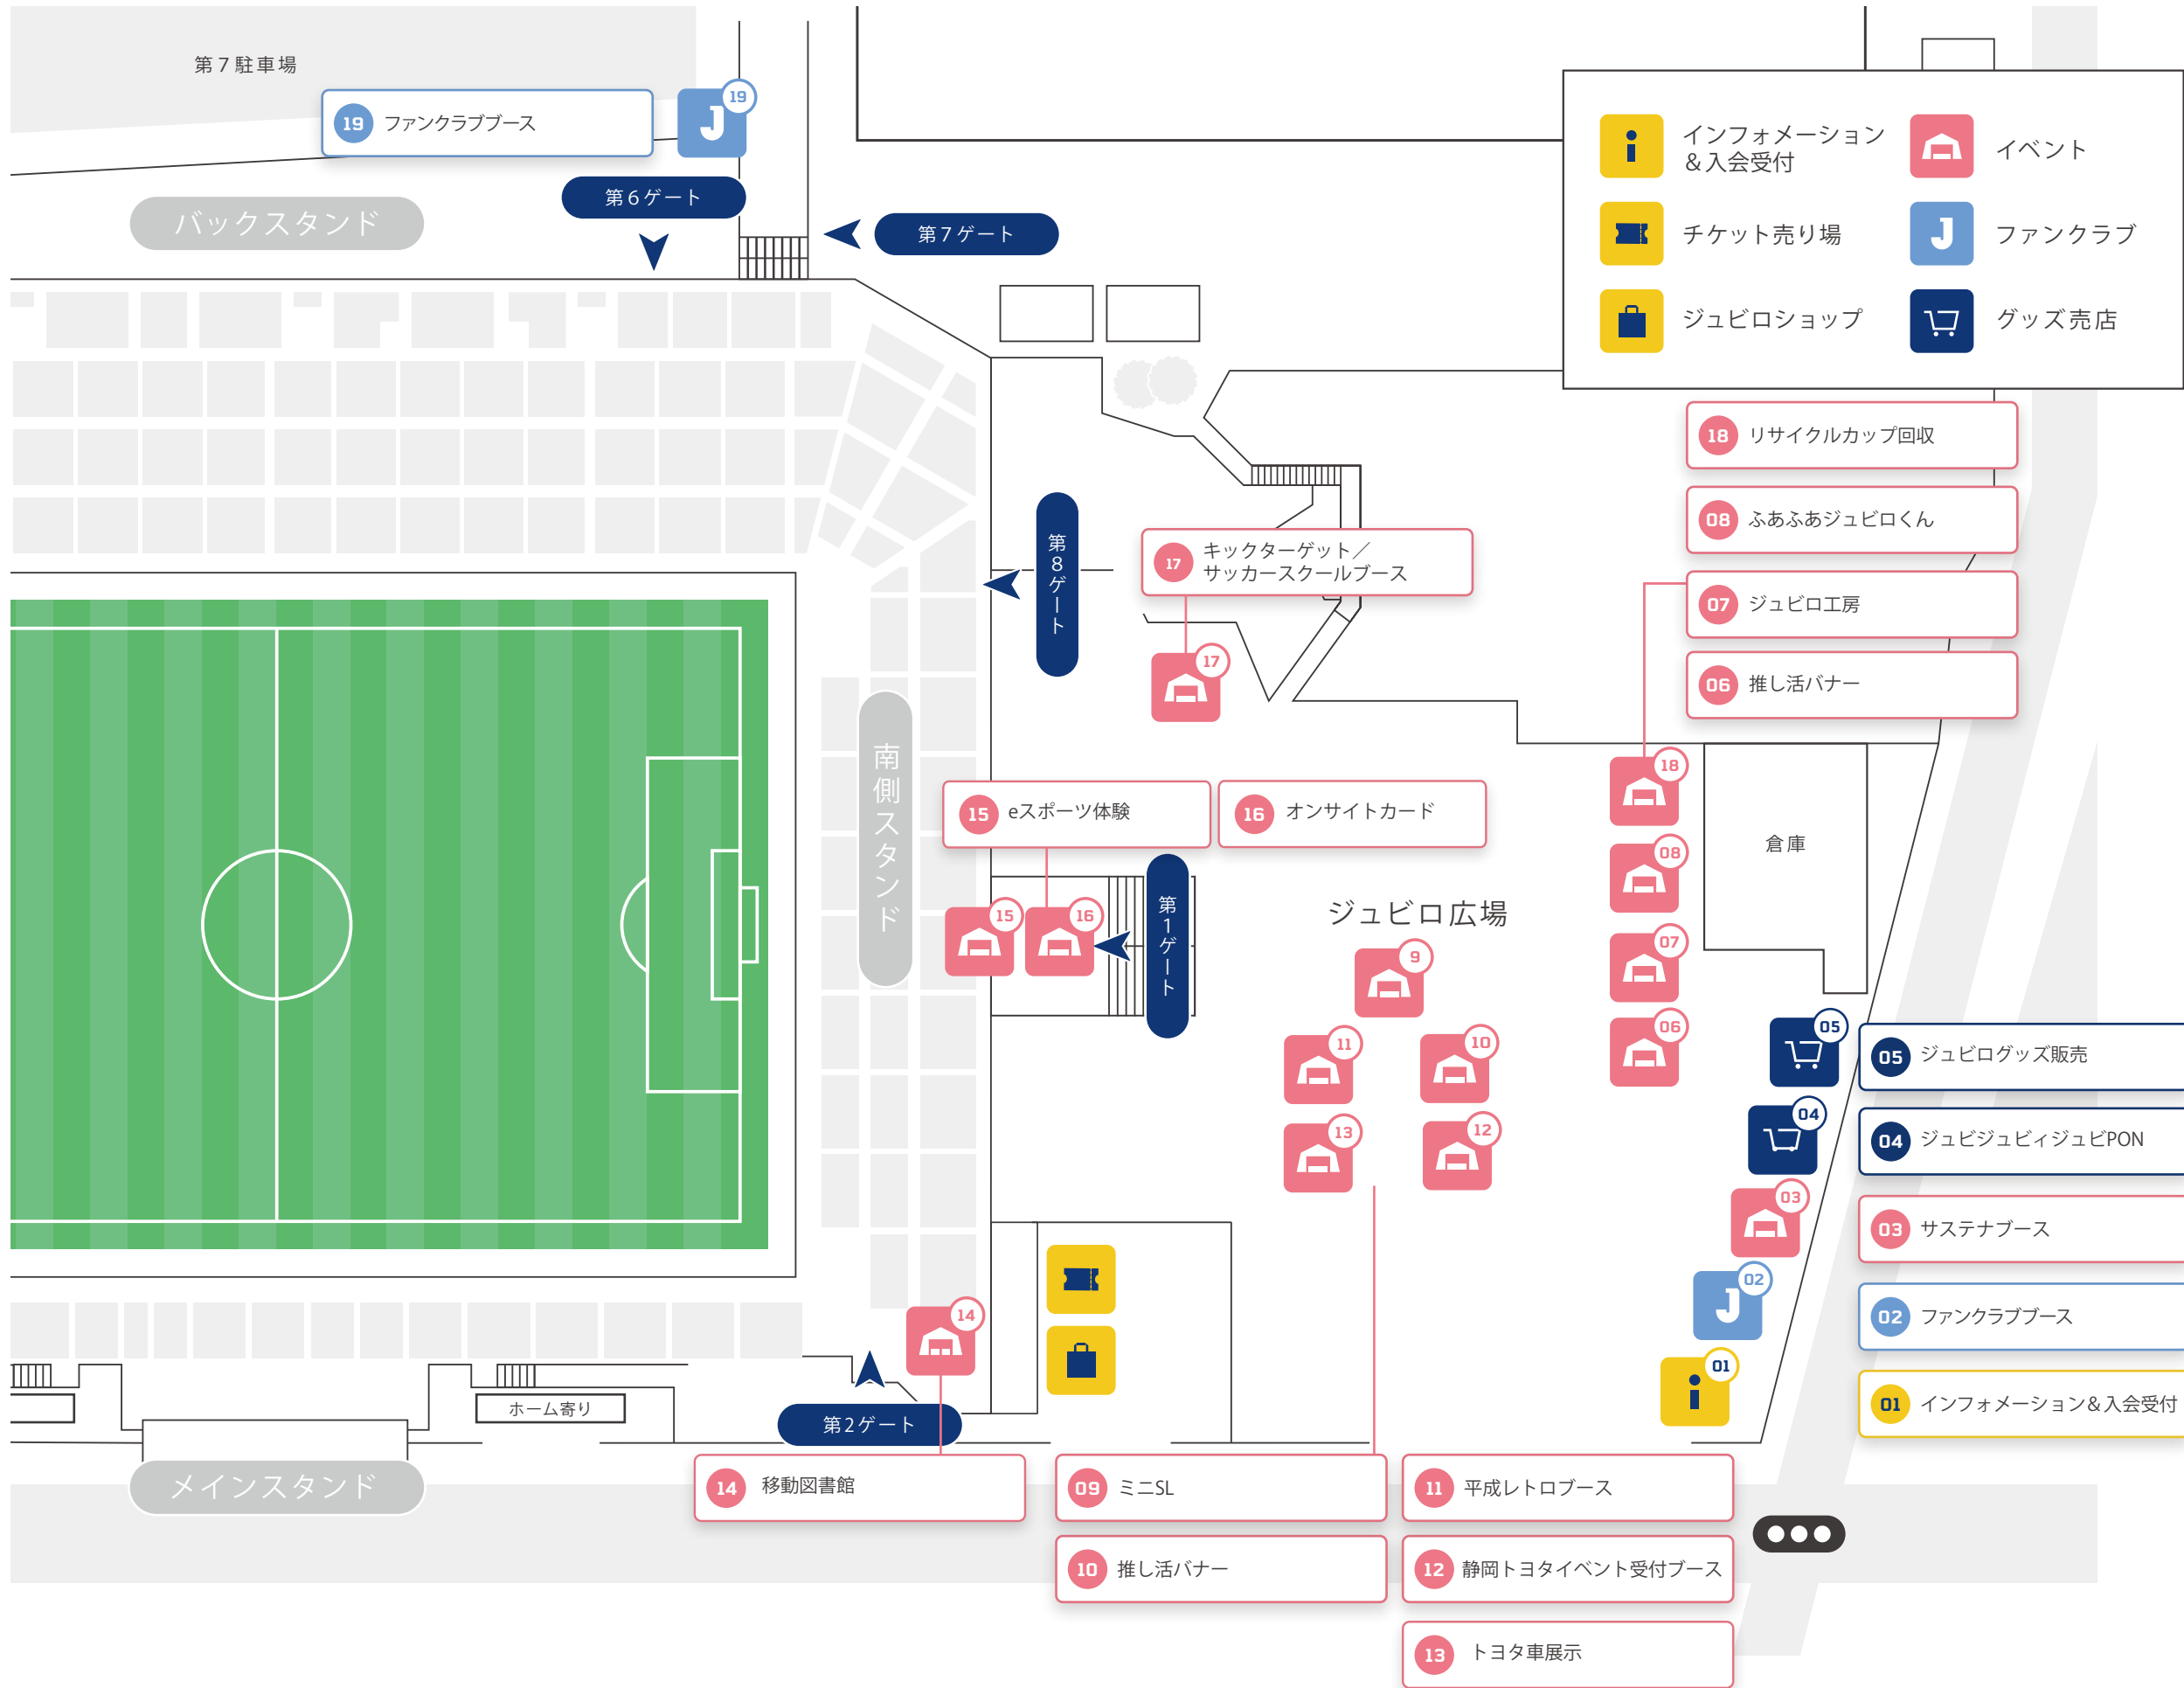 第7駐車場
19 ファンクラブブース
19
第6ゲート
バックスタンド
第7ゲート
インフォメーション
&入会受付
イベント
チケット売り場
ファンクラブ
ジュビロショップ
グッズ売店
18 リサイクルカップ回収
08 ふあふあジュビロくん
07 ジュビロ工房
06 推し活バナー
第8ゲート
17 キックターゲット／
サッカースクールブース
17
南側スタンド
15 eスポーツ体験
16 オンサイトカード
15
16
第1ゲート
ジュビロ広場
18
08
07
06
倉庫
9
11
10
13
12
05
04
03
02
01
05 ジュビログッズ販売
04 ジュビジュビィジュビPON
03 サステナブース
02 ファンクラブブース
01 インフォメーション&入会受付
14
ホーム寄り
第2ゲート
メインスタンド
14 移動図書館
09 ミニSL
11 平成レトロブース
10 推し活バナー
12 静岡トヨタイベント受付ブース
13 トヨタ車展示